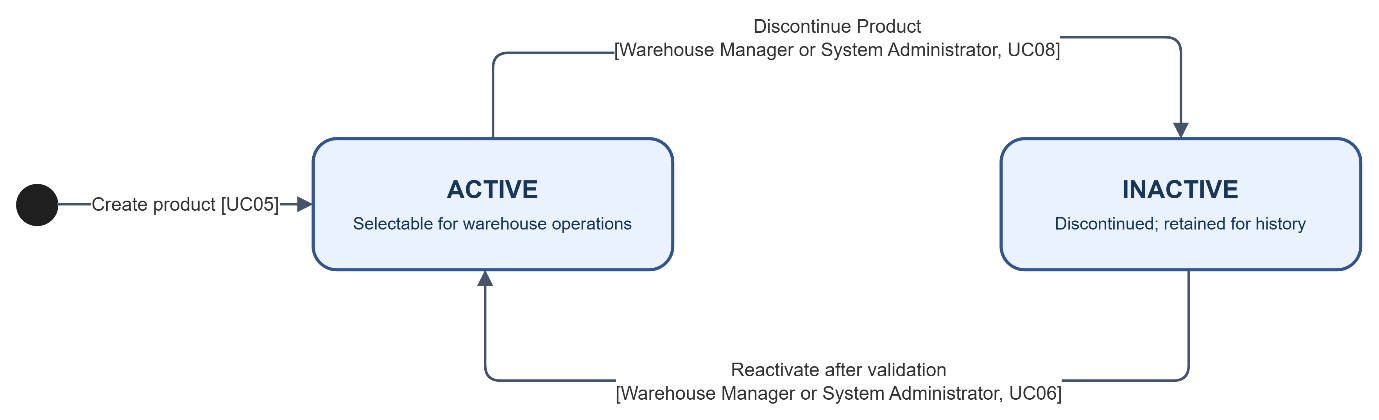 Discontinue Product
[Warehouse Manager or System Administrator, UC08]
Create product [UC05]
ACTIVE
Selectable for warehouse operations
INACTIVE
Discontinued; retained for history
Reactivate after validation
[Warehouse Manager or System Administrator, UC06]